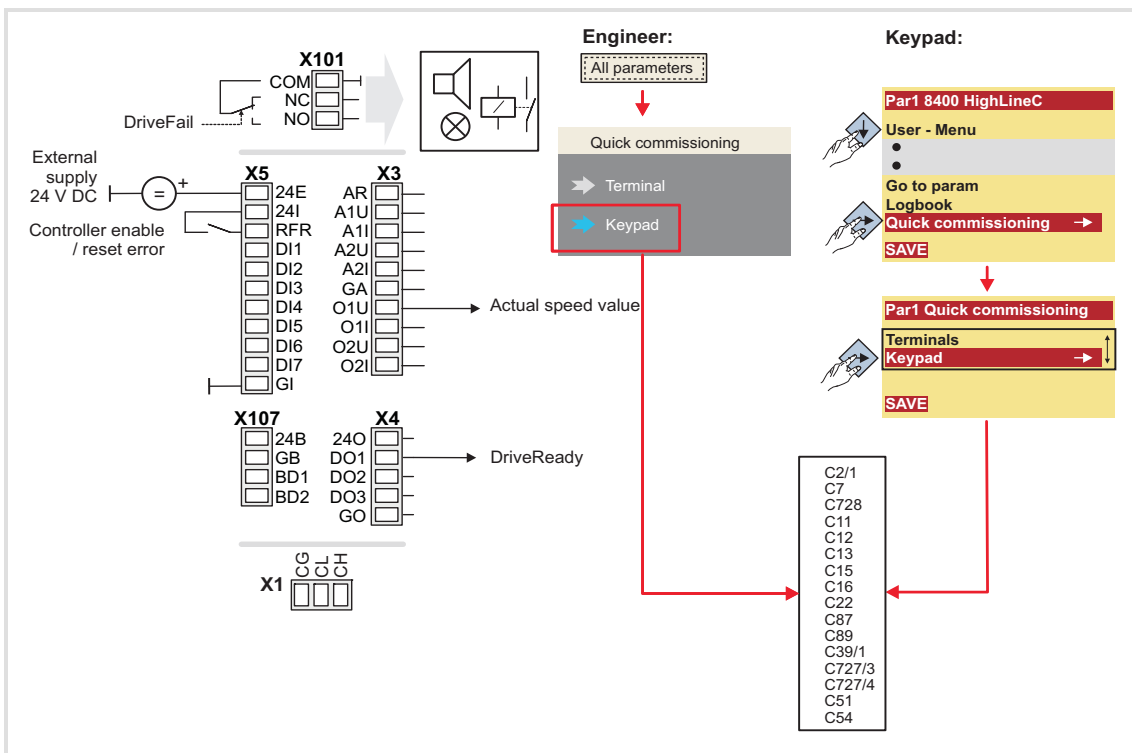 X101
COM
NC
NO
DriveFail
External
supply
24 V DC
=
+
Controller enable
/ reset error
X5
24E
24I
RFR
DI1
DI2
DI3
DI4
DI5
DI6
DI7
GI
X3
AR
A1U
A1I
A2U
A2I
GA
O1U
O1I
O2U
O2I
Actual speed value
X107
24B
GB
BD1
BD2
X4
24O
DO1
DO2
DO3
GO
DriveReady
X1
CG
CL
CH
Engineer:
All parameters
Quick commissioning
Terminal
Keypad
Keypad:
Par1 8400 HighLineC
User - Menu
Go to param
Logbook
Quick commissioning
SAVE
Par1 Quick commissioning
Terminals
Keypad
SAVE
C2/1
C7
C728
C11
C12
C13
C15
C16
C22
C87
C89
C39/1
C727/3
C727/4
C51
C54